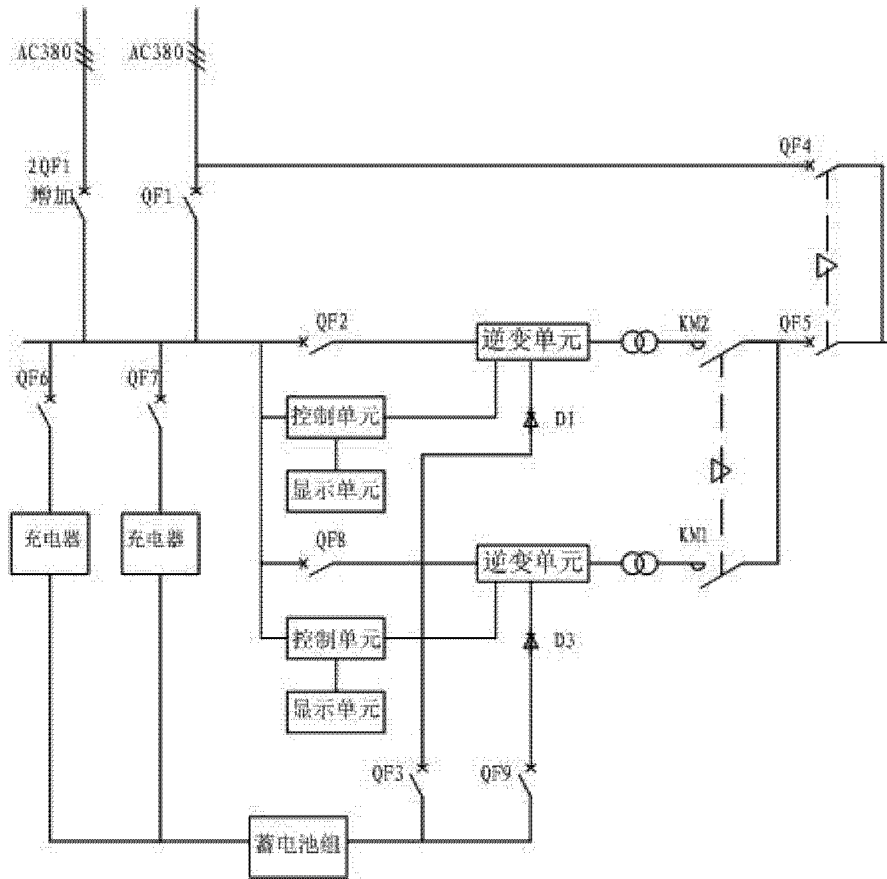 AC380
AC380
QF4
2QF1
增加
QF1
QF2
逆变单元
KM2
QF5
QF6
QF7
控制单元
D1
显示单元
充电器
充电器
QF8
逆变单元
KM1
控制单元
D3
显示单元
QF3
QF9
蓄电池组